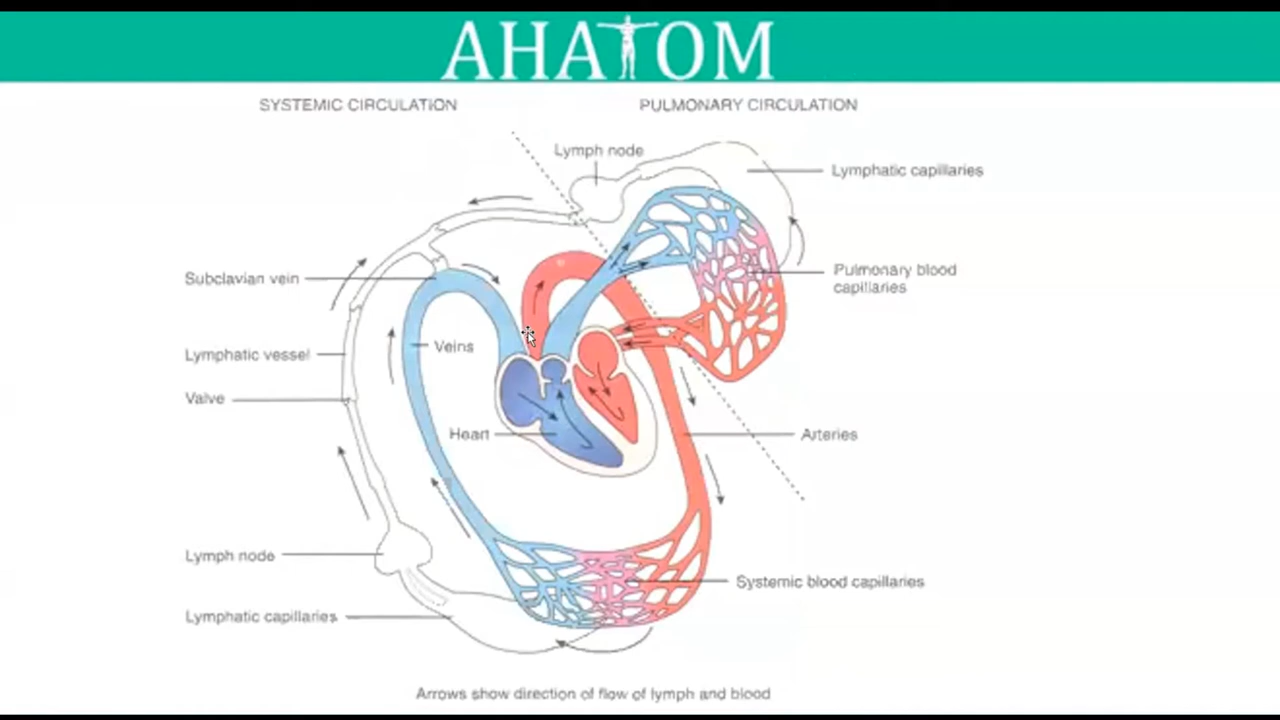 AHATOM
SYSTEMIC CIRCULATION
PULMONARY CIRCULATION
Lymph node
Lymphatic capillaries
Subclavian vein
Pulmonary blood
capillaries
Lymphatic vessel
Veins
Valve
Heart
Arteries
Lymph node
Systemic blood capillaries
Lymphatic capillaries
Arrows show direction of flow of lymph and blood